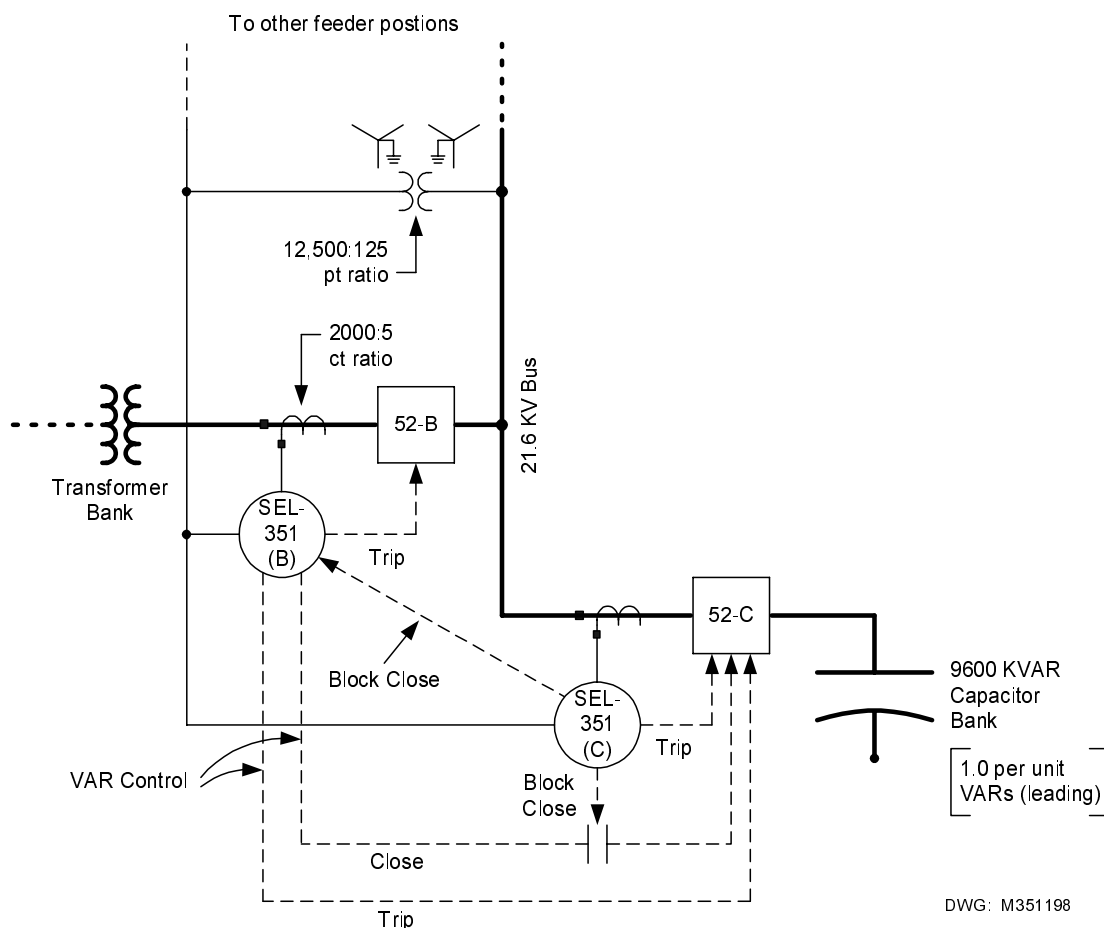 To other feeder postions
12,500:125
pt ratio
2000:5
ct ratio
52-B
21.6 KV Bus
Transformer
Bank
SEL-
351
(B)
Trip
52-C
Block Close
9600 KVAR
Capacitor
Bank
SEL-
351
(C)
Trip
1.0 per unit
VARs (leading)
VAR Control
Block
Close
Close
Trip
DWG: M351198